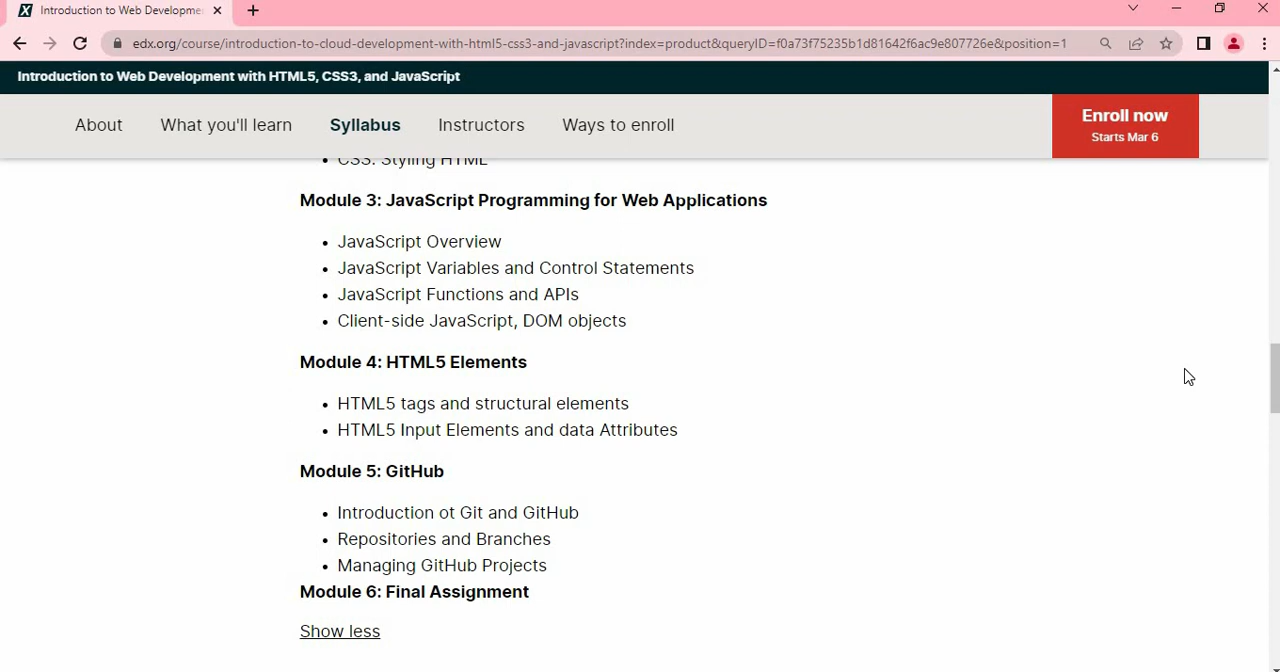 Introduction to Web Developme
edx.org/course/introduction-to-cloud-development-with-html5-css3-and-javascript?index=product&queryID=f0a73f75235b1d81642f6ac9e807726e&position=1
Introduction to Web Development with HTML5, CSS3, and JavaScript
About What you'll learn Syllabus Instructors Ways to enroll Enroll now
Starts Mar 6
• CSS: Styling HTML
Module 3: JavaScript Programming for Web Applications
• JavaScript Overview
• JavaScript Variables and Control Statements
• JavaScript Functions and APIs
• Client-side JavaScript, DOM objects
Module 4: HTML5 Elements
• HTML5 tags and structural elements
• HTML5 Input Elements and data Attributes
Module 5: GitHub
• Introduction ot Git and GitHub
• Repositories and Branches
• Managing GitHub Projects
Module 6: Final Assignment
Show less